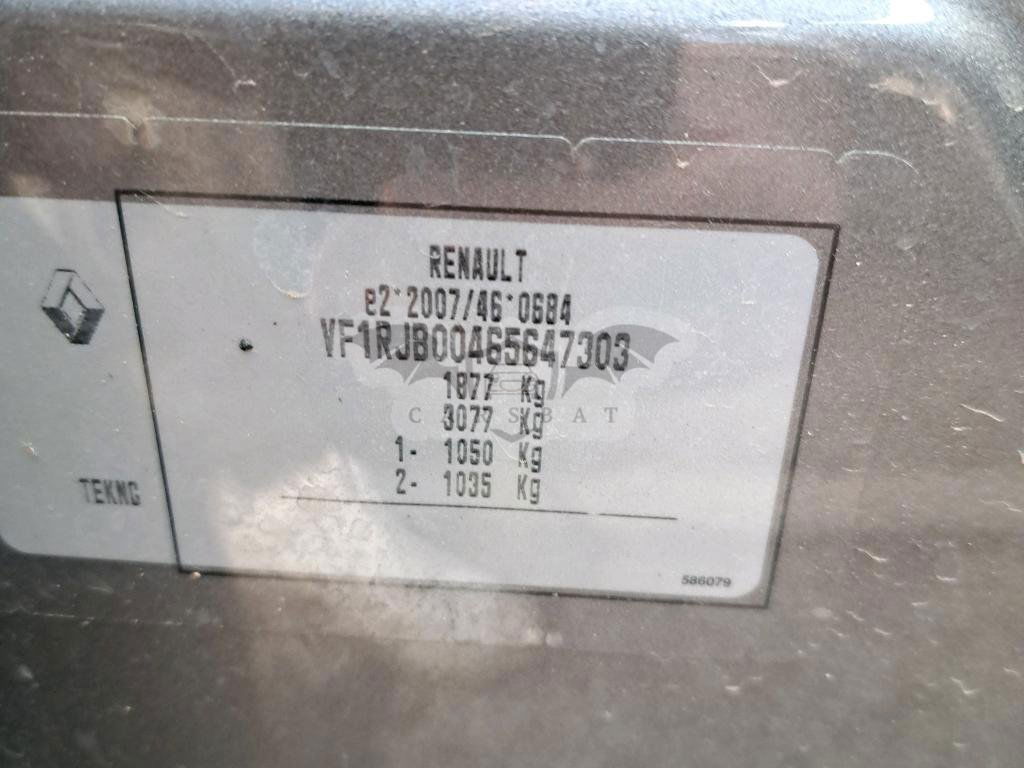 RENAULT
e2*2007/46*0684
VF1RJB00465647303
1877 Kg
3077 Kg
1- 1050 Kg
2- 1035 Kg
TEKNG
586079